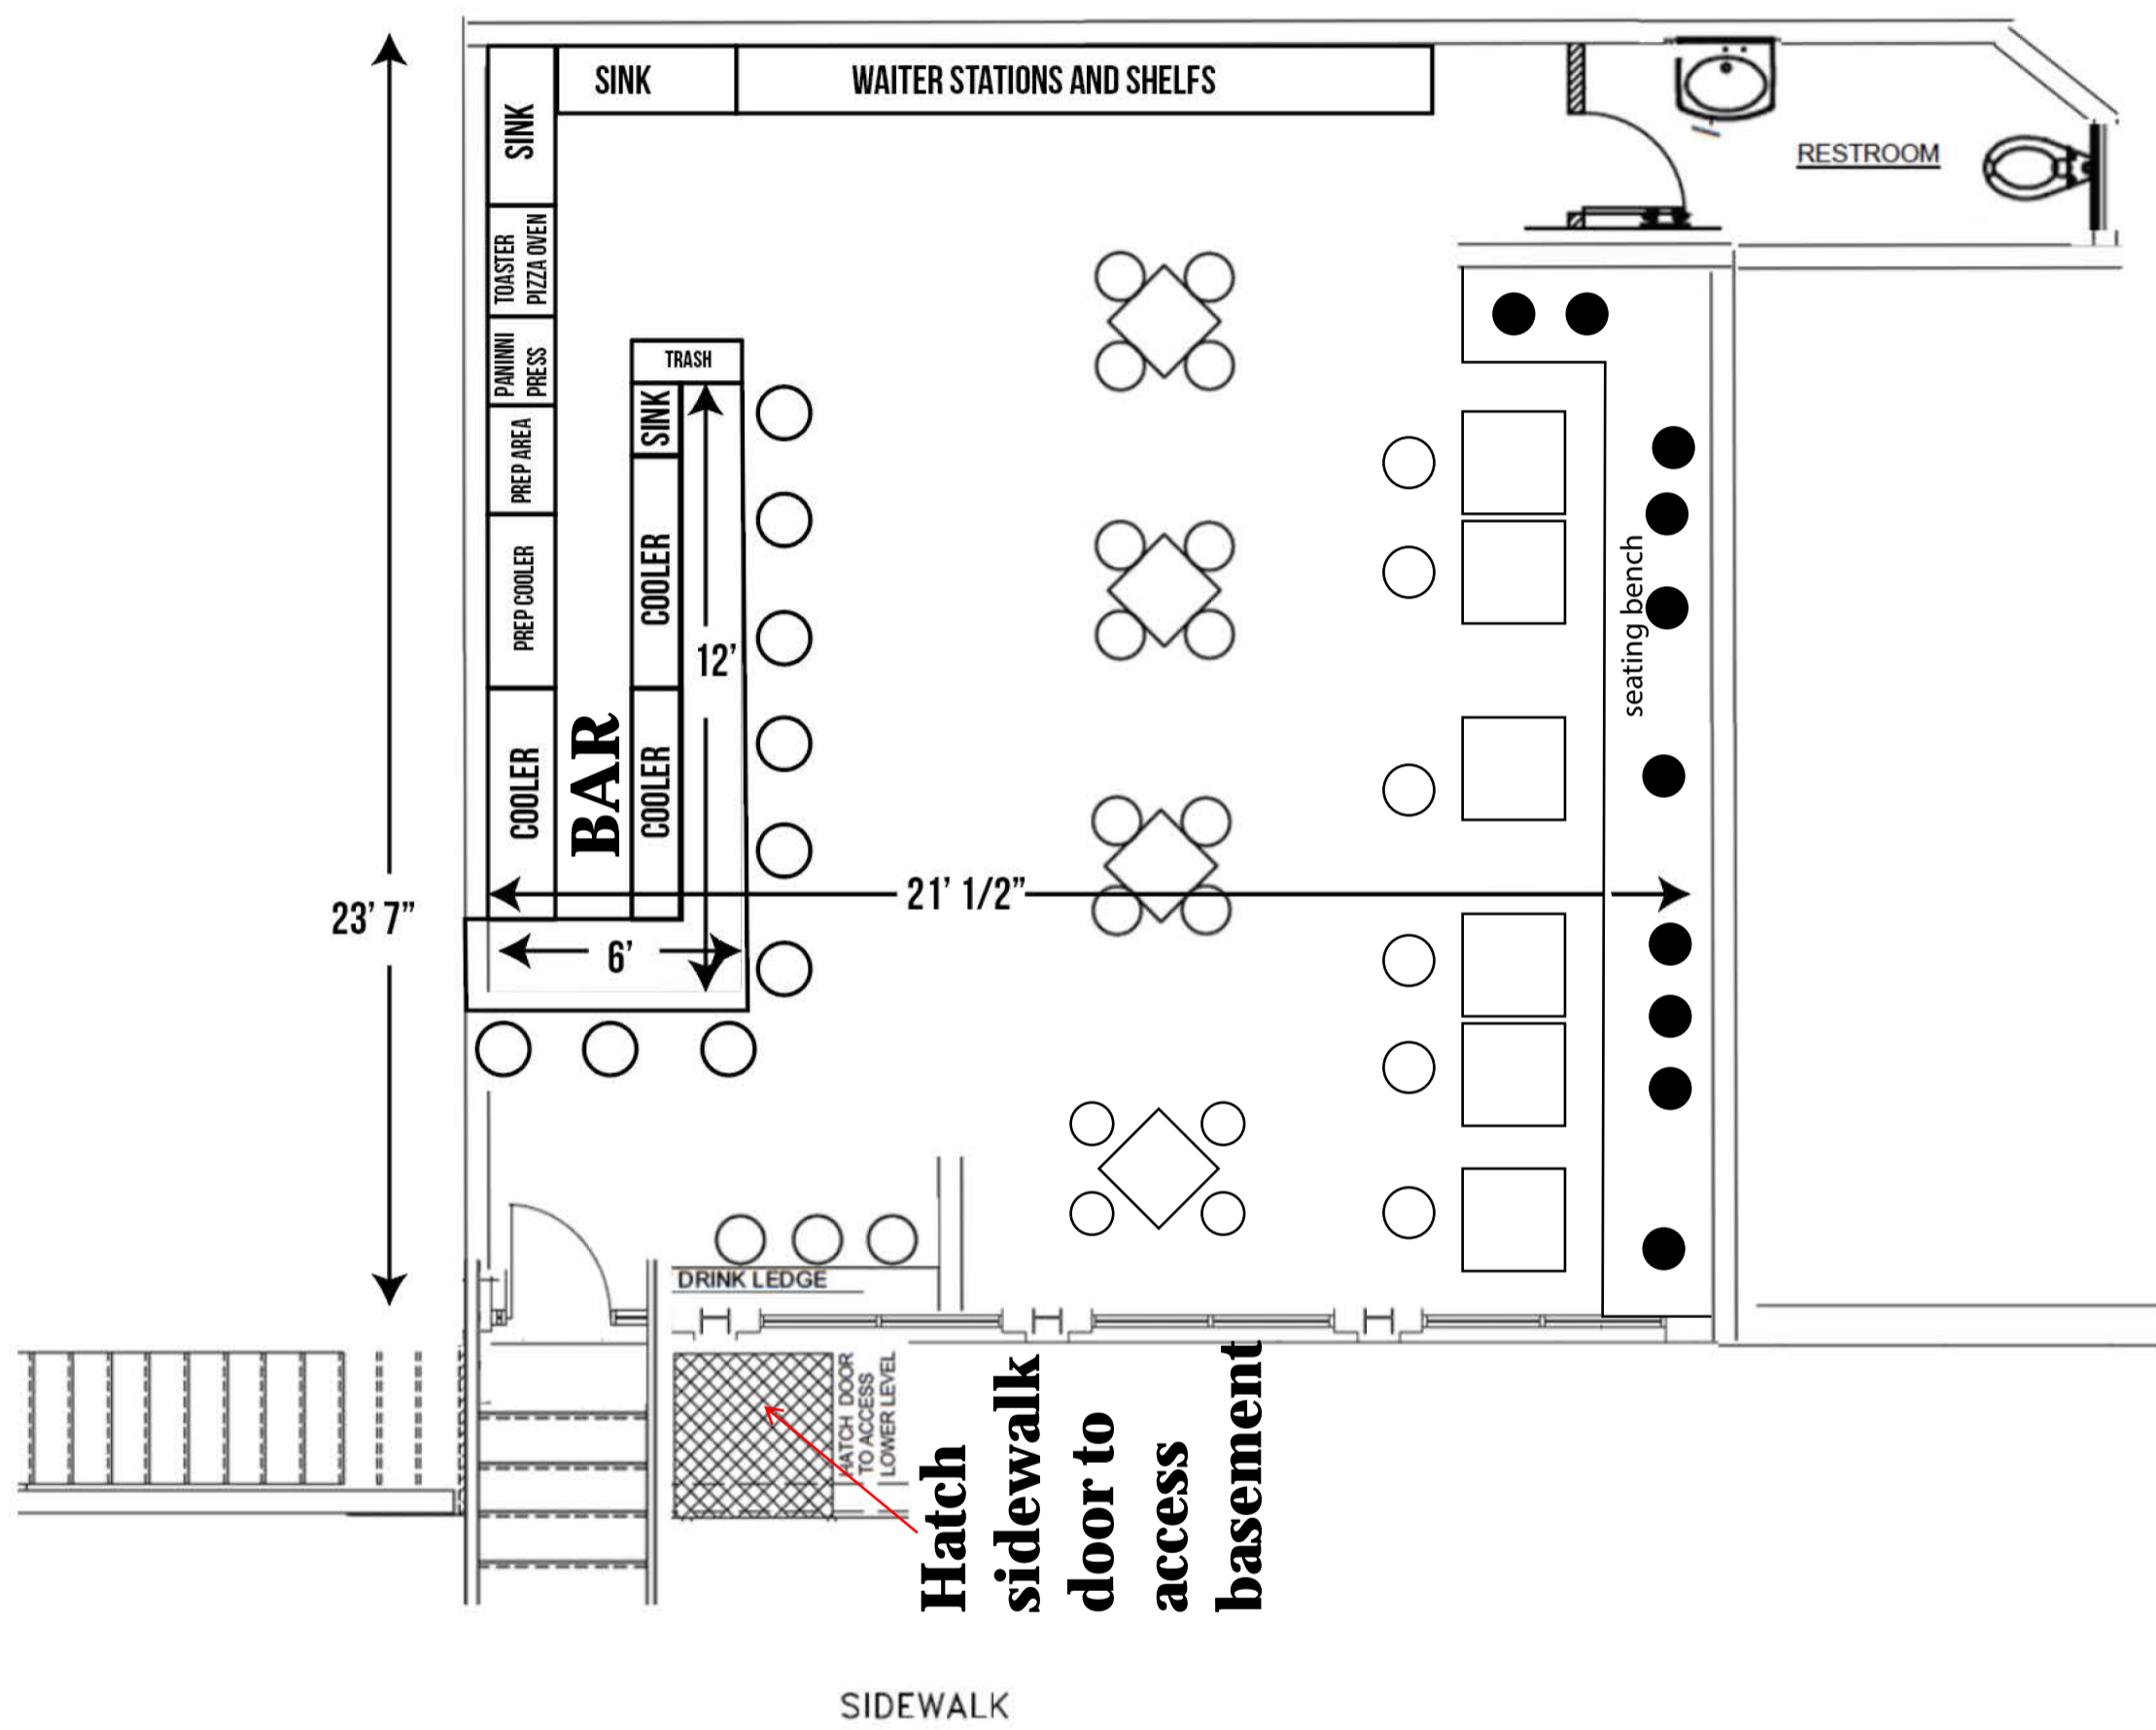 SINK
WAITER STATIONS AND SHELFS
SINK
RESTROOM
TOASTER
PIZZA OVEN
PANINNI
PRESS
TRASH
SINK
PREP AREA
PREP COOLER
COOLER
12’
seating bench
COOLER
BAR
COOLER
21’ 1/2”
23’ 7”
6’
DRINK LEDGE
HATCH DOOR
TO ACCESS
LOWER LEVEL
Hatch
sidewalk
door to
access
basement
SIDEWALK